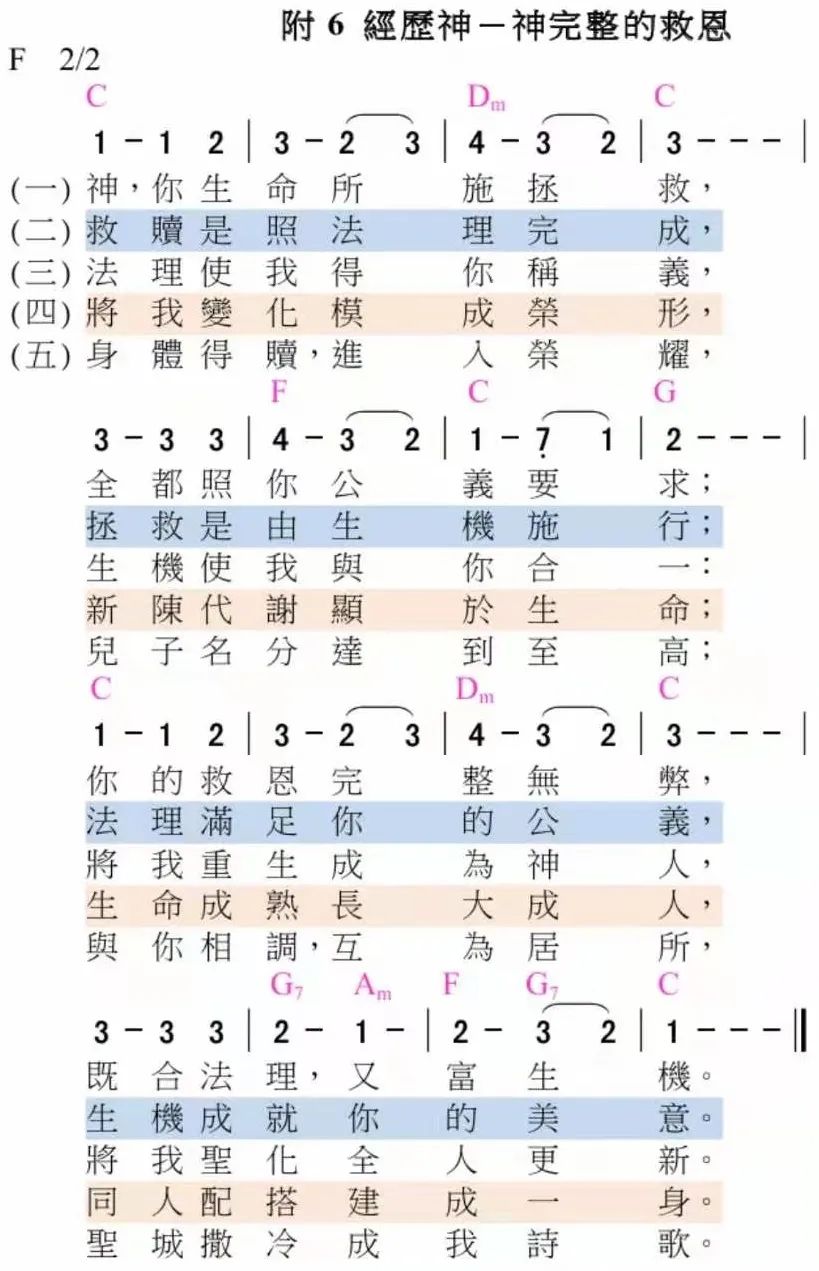 附 6 經歷神－神完整的救恩
F 2/2
C Dm C
1 - 1 2 | 3 - 2 3 | 4 - 3 2 | 3 - - - |
(一) 神，你生命所施拯救，
(二) 救贖是照法理完成，
(三) 法理使我得你稱義，
(四) 將我變化模成榮形，
(五) 身體得贖，進入榮耀，
F C G
3 - 3 3 | 4 - 3 2 | 1 - 7̣ 1 | 2 - - - |
全都照你公義要求；
拯救是由生機施行；
生機使我與你合一：
新陳代謝顯於生命；
兒子名分達到至高；
C Dm C
1 - 1 2 | 3 - 2 3 | 4 - 3 2 | 3 - - - |
你的救恩完整無弊，
法理滿足你的公義，
將我重生成為神人，
生命成熟長大成人，
與你相調，互為居所，
G7 Am F G7 C
3 - 3 3 | 2 - 1 - | 2 - 3 2 | 1 - - - ‖
既合法理，又富生機。
生機成就你的美意。
將我聖化全人更新。
同人配搭建成一身。
聖城撒冷成我詩歌。